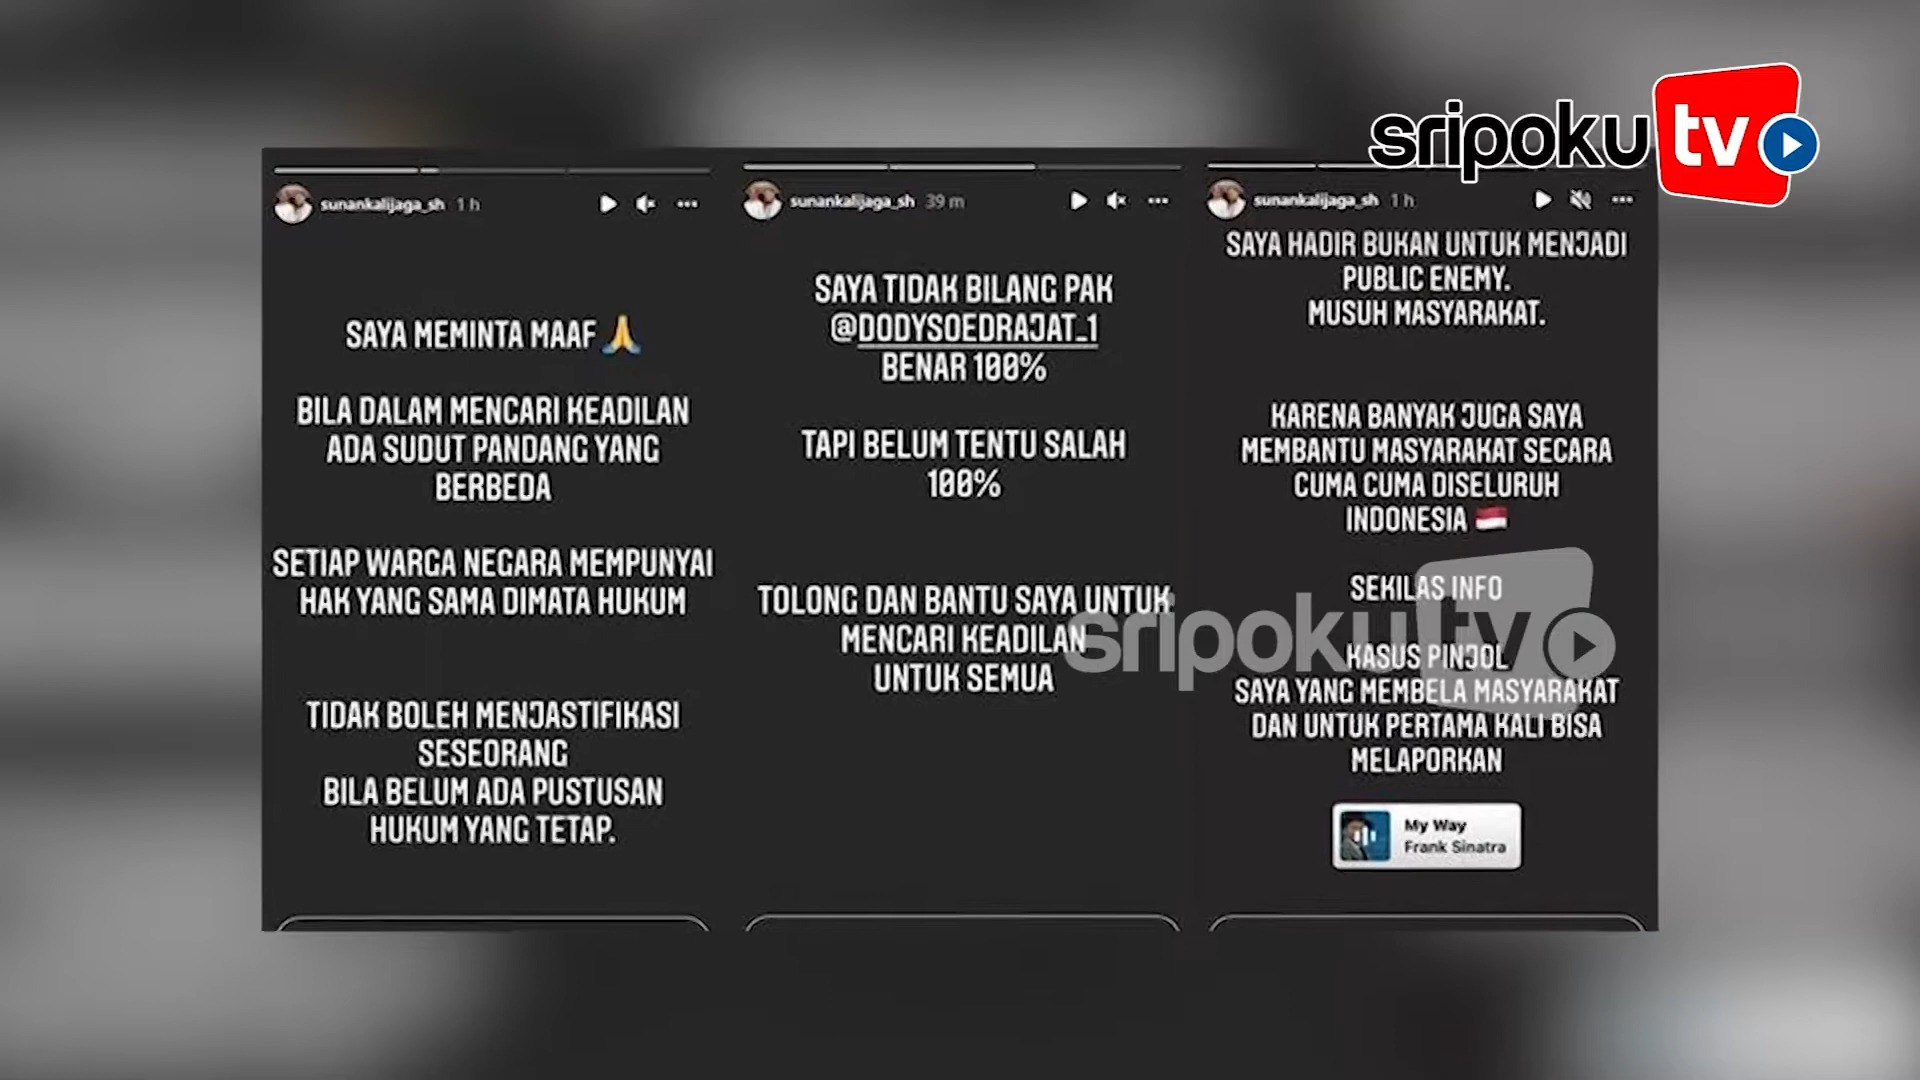 sripoku tv
sunankalijaga_sh 1 h
SAYA MEMINTA MAAF 🙏
BILA DALAM MENCARI KEADILAN
ADA SUDUT PANDANG YANG
BERBEDA
SETIAP WARGA NEGARA MEMPUNYAI
HAK YANG SAMA DIMATA HUKUM
TIDAK BOLEH MENJASTIFIKASI
SESEORANG
BILA BELUM ADA PUSTUSAN
HUKUM YANG TETAP.
sunankalijaga_sh 39 m
SAYA TIDAK BILANG PAK
@DODYSOEDRAJAT_1
BENAR 100%
TAPI BELUM TENTU SALAH
100%
TOLONG DAN BANTU SAYA UNTUK
MENCARI KEADILAN
UNTUK SEMUA
sunankalijaga_sh 1 h
SAYA HADIR BUKAN UNTUK MENJADI
PUBLIC ENEMY.
MUSUH MASYARAKAT.
KARENA BANYAK JUGA SAYA
MEMBANTU MASYARAKAT SECARA
CUMA CUMA DISELURUH
INDONESIA 🇮🇩
SEKILAS INFO
KASUS PINJOL
SAYA YANG MEMBELA MASYARAKAT
DAN UNTUK PERTAMA KALI BISA
MELAPORKAN
My Way
Frank Sinatra
sripoku tv